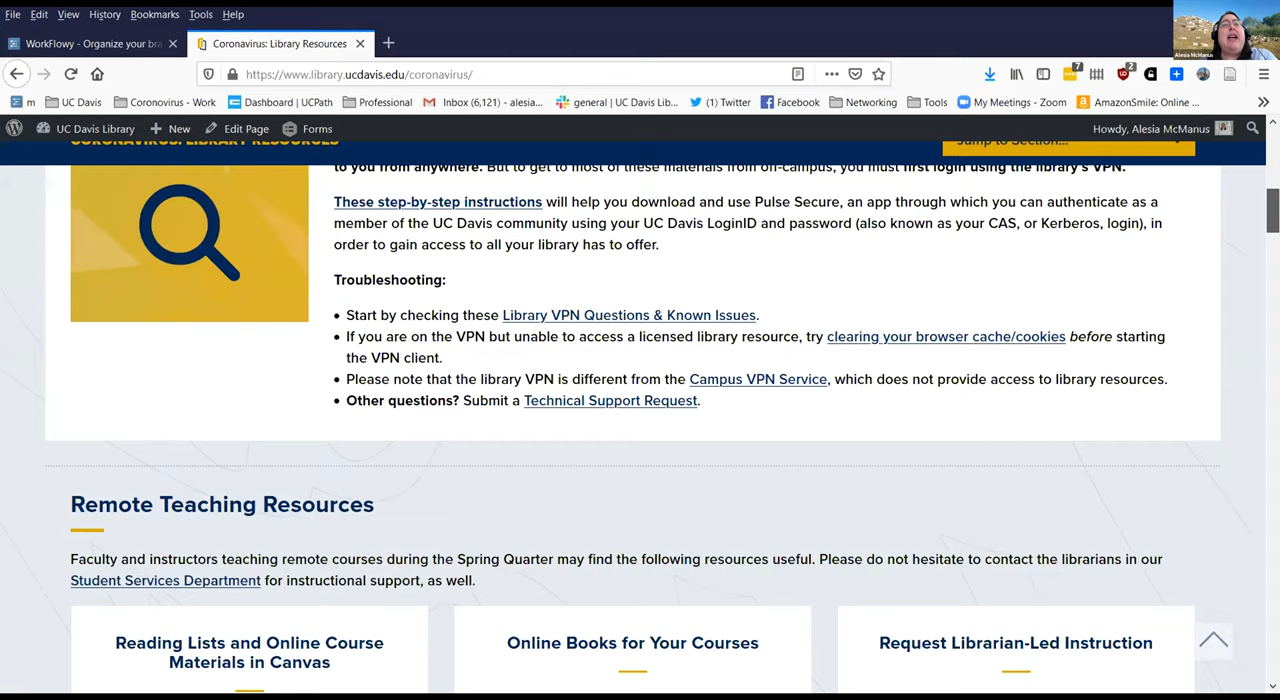 File Edit View History Bookmarks Tools Help
Alesia McManus
WorkFlowy - Organize your bra
Coronavirus: Library Resources
https://www.library.ucdavis.edu/coronavirus/
7
2
m UC Davis Coronovirus - Work Dashboard | UCPath Professional Inbox (6,121) - alesia... general | UC Davis Lib... (1) Twitter Facebook Networking Tools My Meetings - Zoom AmazonSmile: Online ...
UC Davis Library New Edit Page Forms Howdy, Alesia McManus
CORONAVIRUS: LIBRARY RESOURCES Jump to Section...
to you from anywhere. But to get to most of these materials from off-campus, you must first login using the library's VPN.
These step-by-step instructions will help you download and use Pulse Secure, an app through which you can authenticate as a
member of the UC Davis community using your UC Davis LoginID and password (also known as your CAS, or Kerberos, login), in
order to gain access to all your library has to offer.
Troubleshooting:
• Start by checking these Library VPN Questions & Known Issues.
• If you are on the VPN but unable to access a licensed library resource, try clearing your browser cache/cookies before starting
the VPN client.
• Please note that the library VPN is different from the Campus VPN Service, which does not provide access to library resources.
• Other questions? Submit a Technical Support Request.
Remote Teaching Resources
Faculty and instructors teaching remote courses during the Spring Quarter may find the following resources useful. Please do not hesitate to contact the librarians in our
Student Services Department for instructional support, as well.
Reading Lists and Online Course
Materials in Canvas
Online Books for Your Courses
Request Librarian-Led Instruction